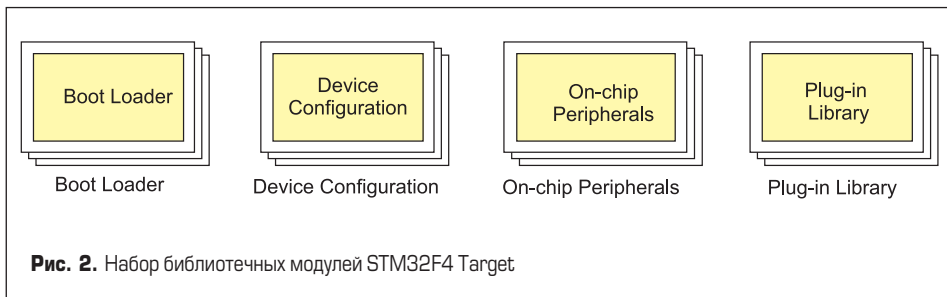 Boot Loader
Device
Configuration
On-chip
Peripherals
Plug-in
Library
Boot Loader
Device Configuration
On-chip Peripherals
Plug-in Library
Рис. 2. Набор библиотечных модулей STM32F4 Target